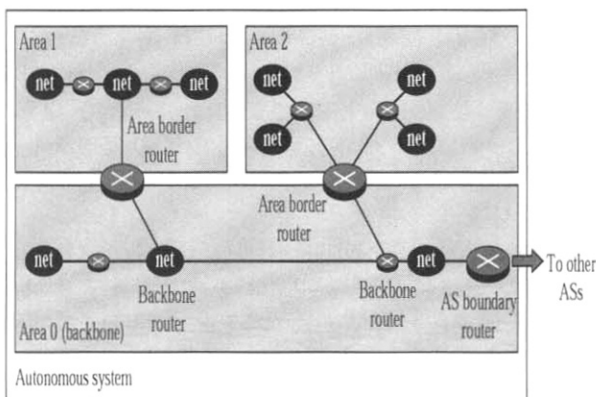 Area 1
Area 2
net
net
net
net
net
net
net
Area border
router
Area border
router
net
net
net
Backbone
router
Backbone
router
AS boundary
router
To other
ASs
Area 0 (backbone)
Autonomous system